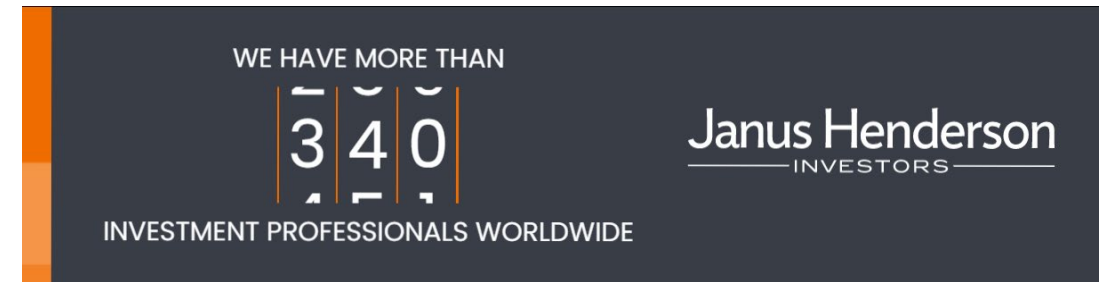 WE HAVE MORE THAN
340
INVESTMENT PROFESSIONALS WORLDWIDE
Janus Henderson
INVESTORS